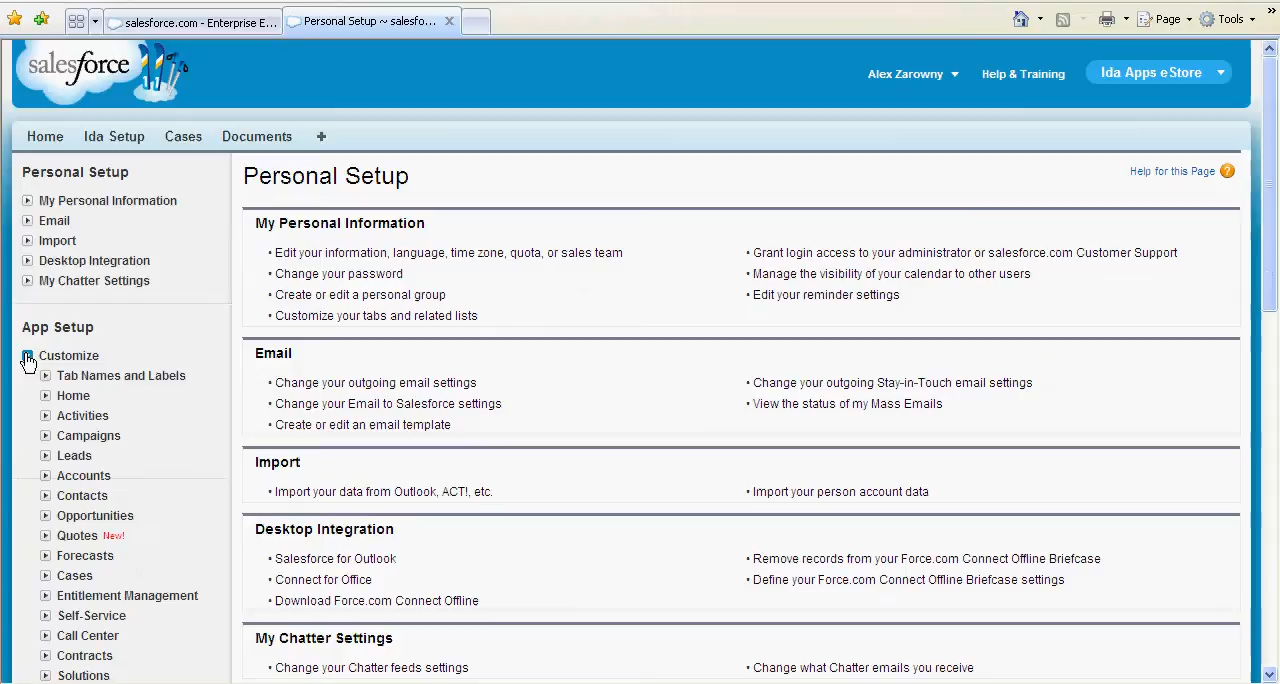 salesforce.com - Enterprise E...
Personal Setup ~ salesfo...
Page
Tools
salesforce
Alex Zarowny
Help & Training
Ida Apps eStore
Home
Ida Setup
Cases
Documents
+
Personal Setup
My Personal Information
Email
Import
Desktop Integration
My Chatter Settings
App Setup
Customize
Tab Names and Labels
Home
Activities
Campaigns
Leads
Accounts
Contacts
Opportunities
Quotes New!
Forecasts
Cases
Entitlement Management
Self-Service
Call Center
Contracts
Solutions
Personal Setup
Help for this Page ?
My Personal Information
• Edit your information, language, time zone, quota, or sales team
• Change your password
• Create or edit a personal group
• Customize your tabs and related lists
• Grant login access to your administrator or salesforce.com Customer Support
• Manage the visibility of your calendar to other users
• Edit your reminder settings
Email
• Change your outgoing email settings
• Change your Email to Salesforce settings
• Create or edit an email template
• Change your outgoing Stay-in-Touch email settings
• View the status of my Mass Emails
Import
• Import your data from Outlook, ACT!, etc.
• Import your person account data
Desktop Integration
• Salesforce for Outlook
• Connect for Office
• Download Force.com Connect Offline
• Remove records from your Force.com Connect Offline Briefcase
• Define your Force.com Connect Offline Briefcase settings
My Chatter Settings
• Change your Chatter feeds settings
• Change what Chatter emails you receive